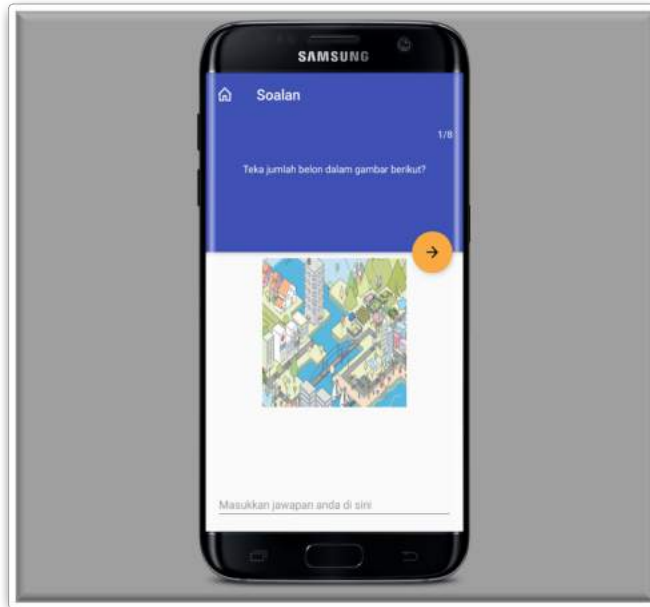 SAMSUNG
Soalan
1/8
Teka jumlah belon dalam gambar berikut?
Masukkan jawapan anda di sini